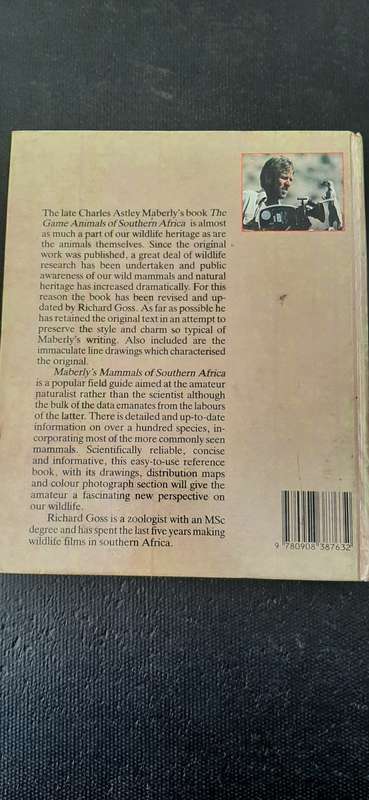 The late Charles Astley Maberly's book The
Game Animals of Southern Africa is almost
as much a part of our wildlife heritage as are
the animals themselves. Since the original
work was published, a great deal of wildlife
research has been undertaken and public
awareness of our wild mammals and natural
heritage has increased dramatically. For this
reason the book has been revised and up-
dated by Richard Goss. As far as possible he
has retained the original text in an attempt to
preserve the style and charm so typical of
Maberly's writing. Also included are the
immaculate line drawings which characterised
the original.
Maberly's Mammals of Southern Africa
is a popular field guide aimed at the amateur
naturalist rather than the scientist although
the bulk of the data emanates from the labours
of the latter. There is detailed and up-to-date
information on over a hundred species, in-
corporating most of the more commonly seen
mammals. Scientifically reliable, concise
and informative, this easy-to-use reference
book, with its drawings, distribution maps
and colour photograph section will give the
amateur a fascinating new perspective on
our wildlife.
Richard Goss is a zoologist with an MSc
degree and has spent the last five years making
wildlife films in southern Africa.
9 780908 387632